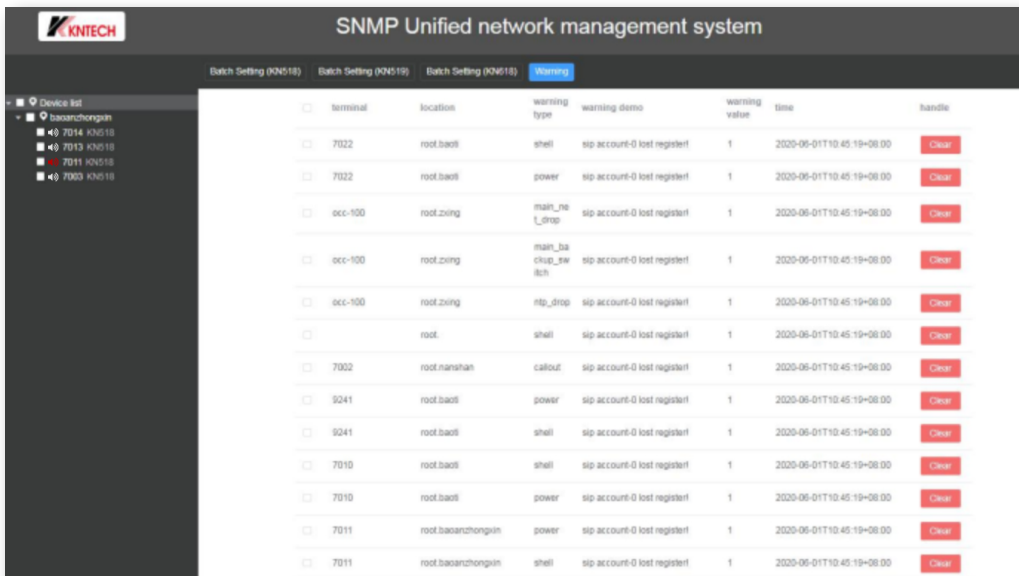 KNTECH
SNMP Unified network management system
Batch Setting (KN518) Batch Setting (KN519) Batch Setting (KN618) Warning
Device list
baoanzhongxin
7014 KN518
7013 KN518
7011 KN518
7003 KN518
terminal location warning type warning demo warning value time handle
7022 root.baoti shell sip account-0 lost register! 1 2020-06-01T10:45:19+08:00 Clear
7022 root.baoti power sip account-0 lost register! 1 2020-06-01T10:45:19+08:00 Clear
occ-100 root.zxing main_net_drop sip account-0 lost register! 1 2020-06-01T10:45:19+08:00 Clear
occ-100 root.zxing main_backup_switch sip account-0 lost register! 1 2020-06-01T10:45:19+08:00 Clear
occ-100 root.zxing ntp_drop sip account-0 lost register! 1 2020-06-01T10:45:19+08:00 Clear
root. shell sip account-0 lost register! 1 2020-06-01T10:45:19+08:00 Clear
7002 root.nanshan callout sip account-0 lost register! 1 2020-06-01T10:45:19+08:00 Clear
9241 root.baoti power sip account-0 lost register! 1 2020-06-01T10:45:19+08:00 Clear
9241 root.baoti shell sip account-0 lost register! 1 2020-06-01T10:45:19+08:00 Clear
7010 root.baoti shell sip account-0 lost register! 1 2020-06-01T10:45:19+08:00 Clear
7010 root.baoti power sip account-0 lost register! 1 2020-06-01T10:45:19+08:00 Clear
7011 root.baoanzhongxin power sip account-0 lost register! 1 2020-06-01T10:45:19+08:00 Clear
7011 root.baoanzhongxin shell sip account-0 lost register! 1 2020-06-01T10:45:19+08:00 Clear